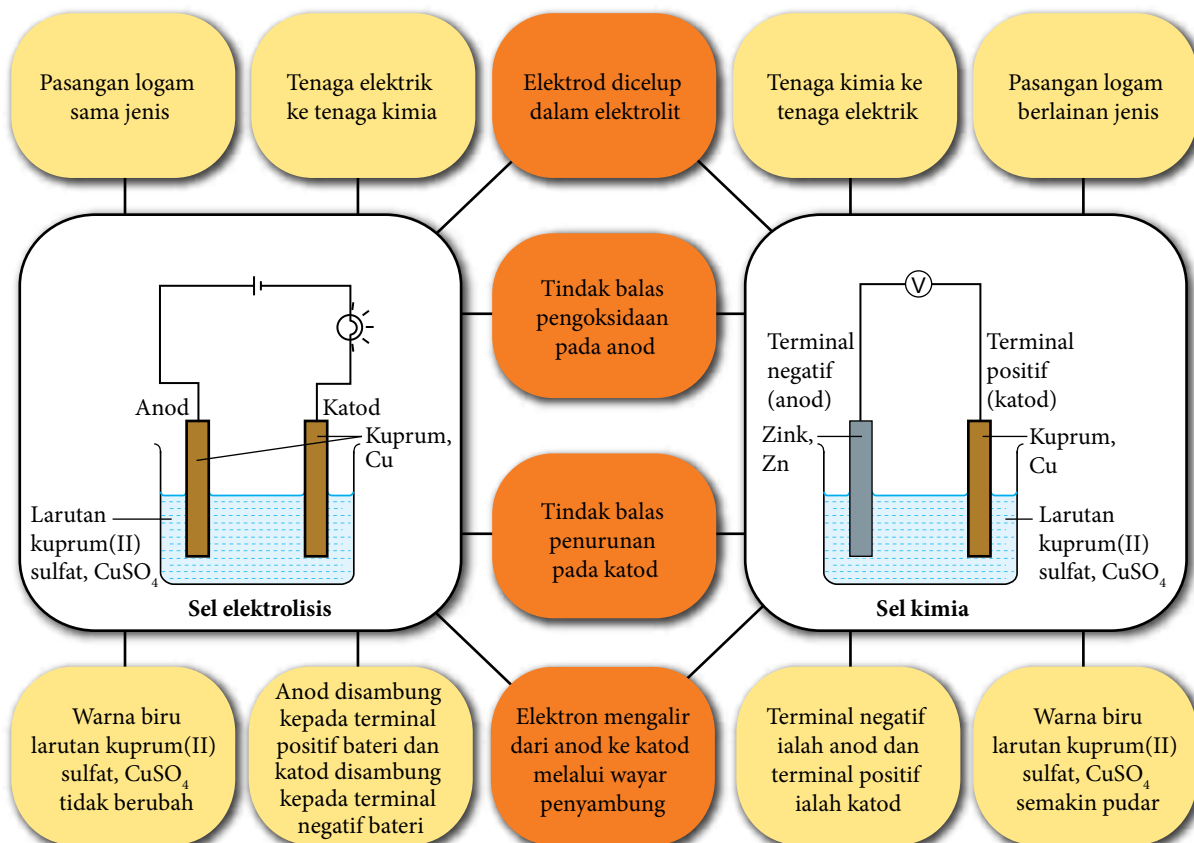 Pasangan logam
sama jenis
Tenaga elektrik
ke tenaga kimia
Elektrod dicelup
dalam elektrolit
Tenaga kimia ke
tenaga elektrik
Pasangan logam
berlainan jenis
Anod
Katod
Kuprum,
Cu
Larutan
kuprum(II)
sulfat, CuSO₄
Sel elektrolisis
Tindak balas
pengoksidaan
pada anod
Tindak balas
penurunan
pada katod
V
Terminal
negatif
(anod)
Terminal
positif
(katod)
Zink,
Zn
Kuprum,
Cu
Larutan
kuprum(II)
sulfat, CuSO₄
Sel kimia
Warna biru
larutan kuprum(II)
sulfat, CuSO₄
tidak berubah
Anod disambung
kepada terminal
positif bateri dan
katod disambung
kepada terminal
negatif bateri
Elektron mengalir
dari anod ke katod
melalui wayar
penyambung
Terminal negatif
ialah anod dan
terminal positif
ialah katod
Warna biru
larutan kuprum(II)
sulfat, CuSO₄
semakin pudar